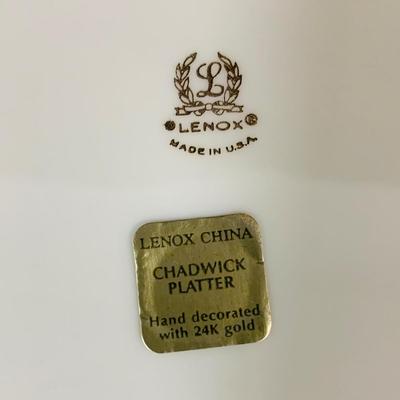 L
®LENOX®
MADE IN U.S.A.
LENOX CHINA
CHADWICK
PLATTER
Hand decorated
with 24K gold